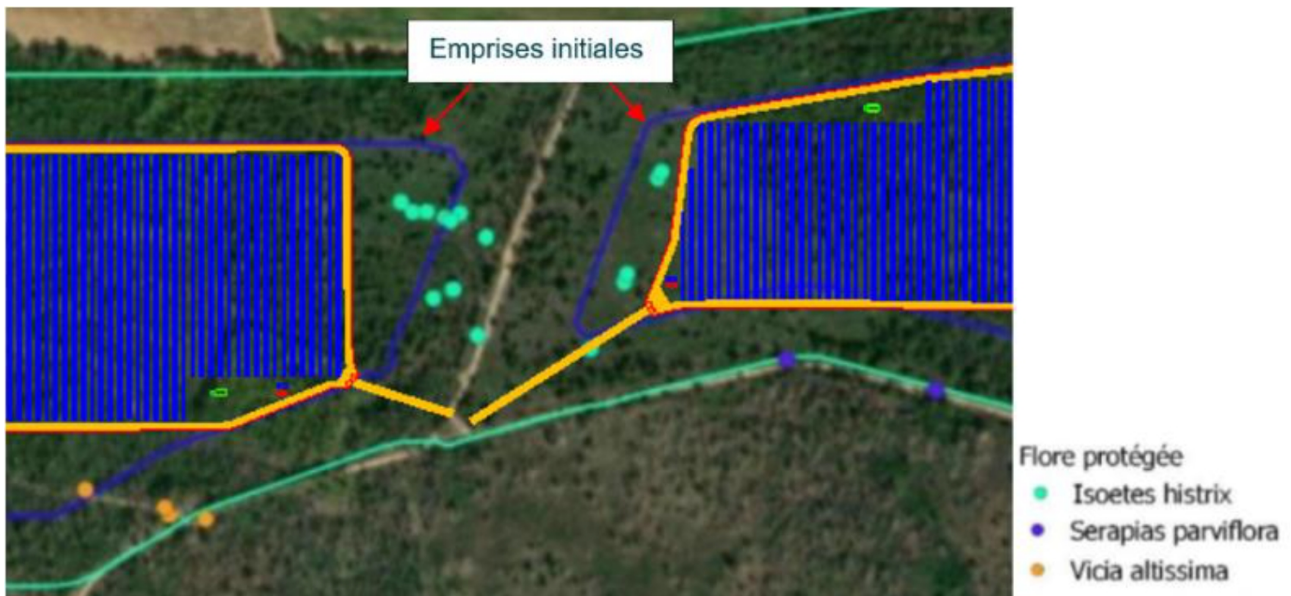 Emprises initiales
Flore protégée
Isoetes histrix
Serapias parviflora
Vicia altissima